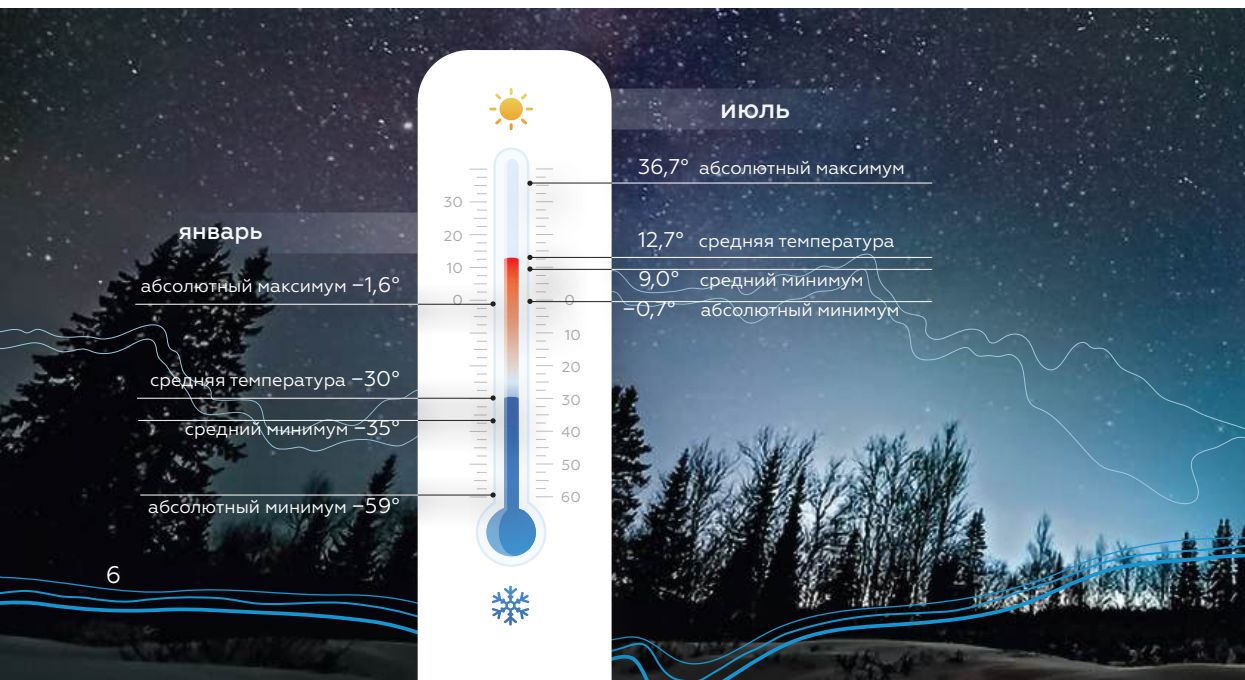 январь
абсолютный максимум −1,6°
средняя температура −30°
средний минимум −35°
абсолютный минимум −59°
6
30
20
10
0
0
10
20
30
40
50
60
июль
36,7° абсолютный максимум
12,7° средняя температура
9,0° средний минимум
−0,7° абсолютный минимум